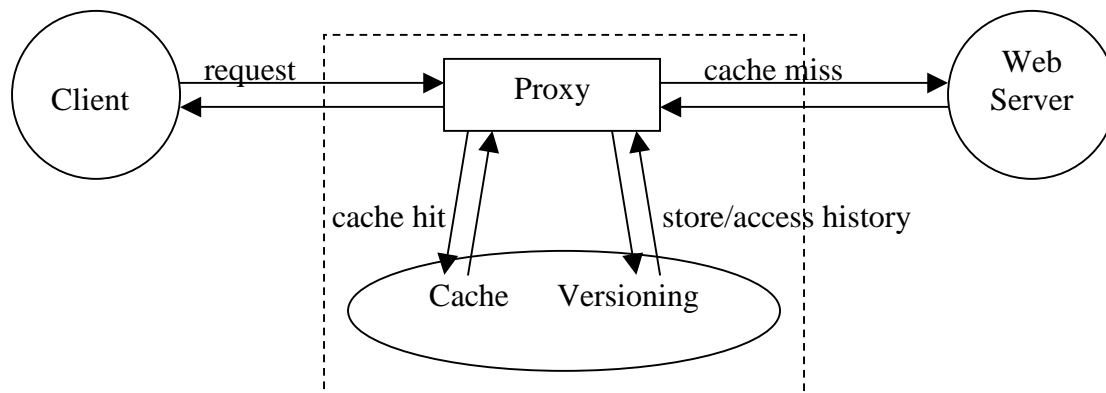 request
cache miss
Client
Proxy
Web
Server
cache hit
store/access history
Cache
Versioning